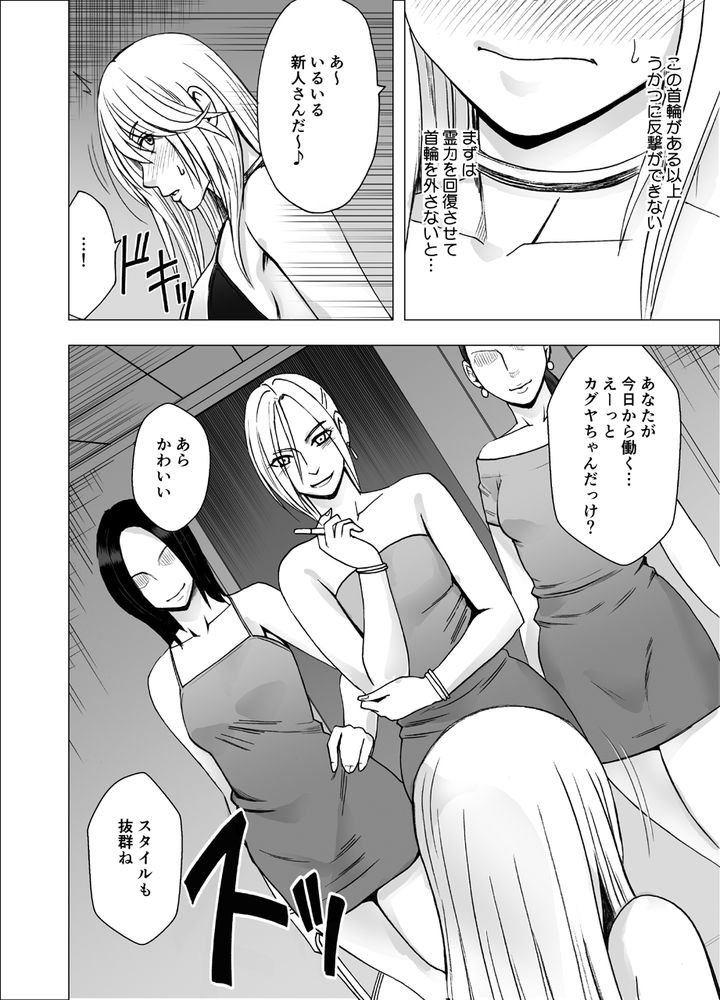 この首輪がある以上
うかつに反撃ができない
まずは
霊力を回復させて
首輪を外さないと…
あ～
いるいる
新人さんだ～♪
ドキッ
…!
あなたが
今日から働く…
えーっと
カグヤちゃんだっけ?
あら
かわいい
スタイルも
抜群ね
ズッ